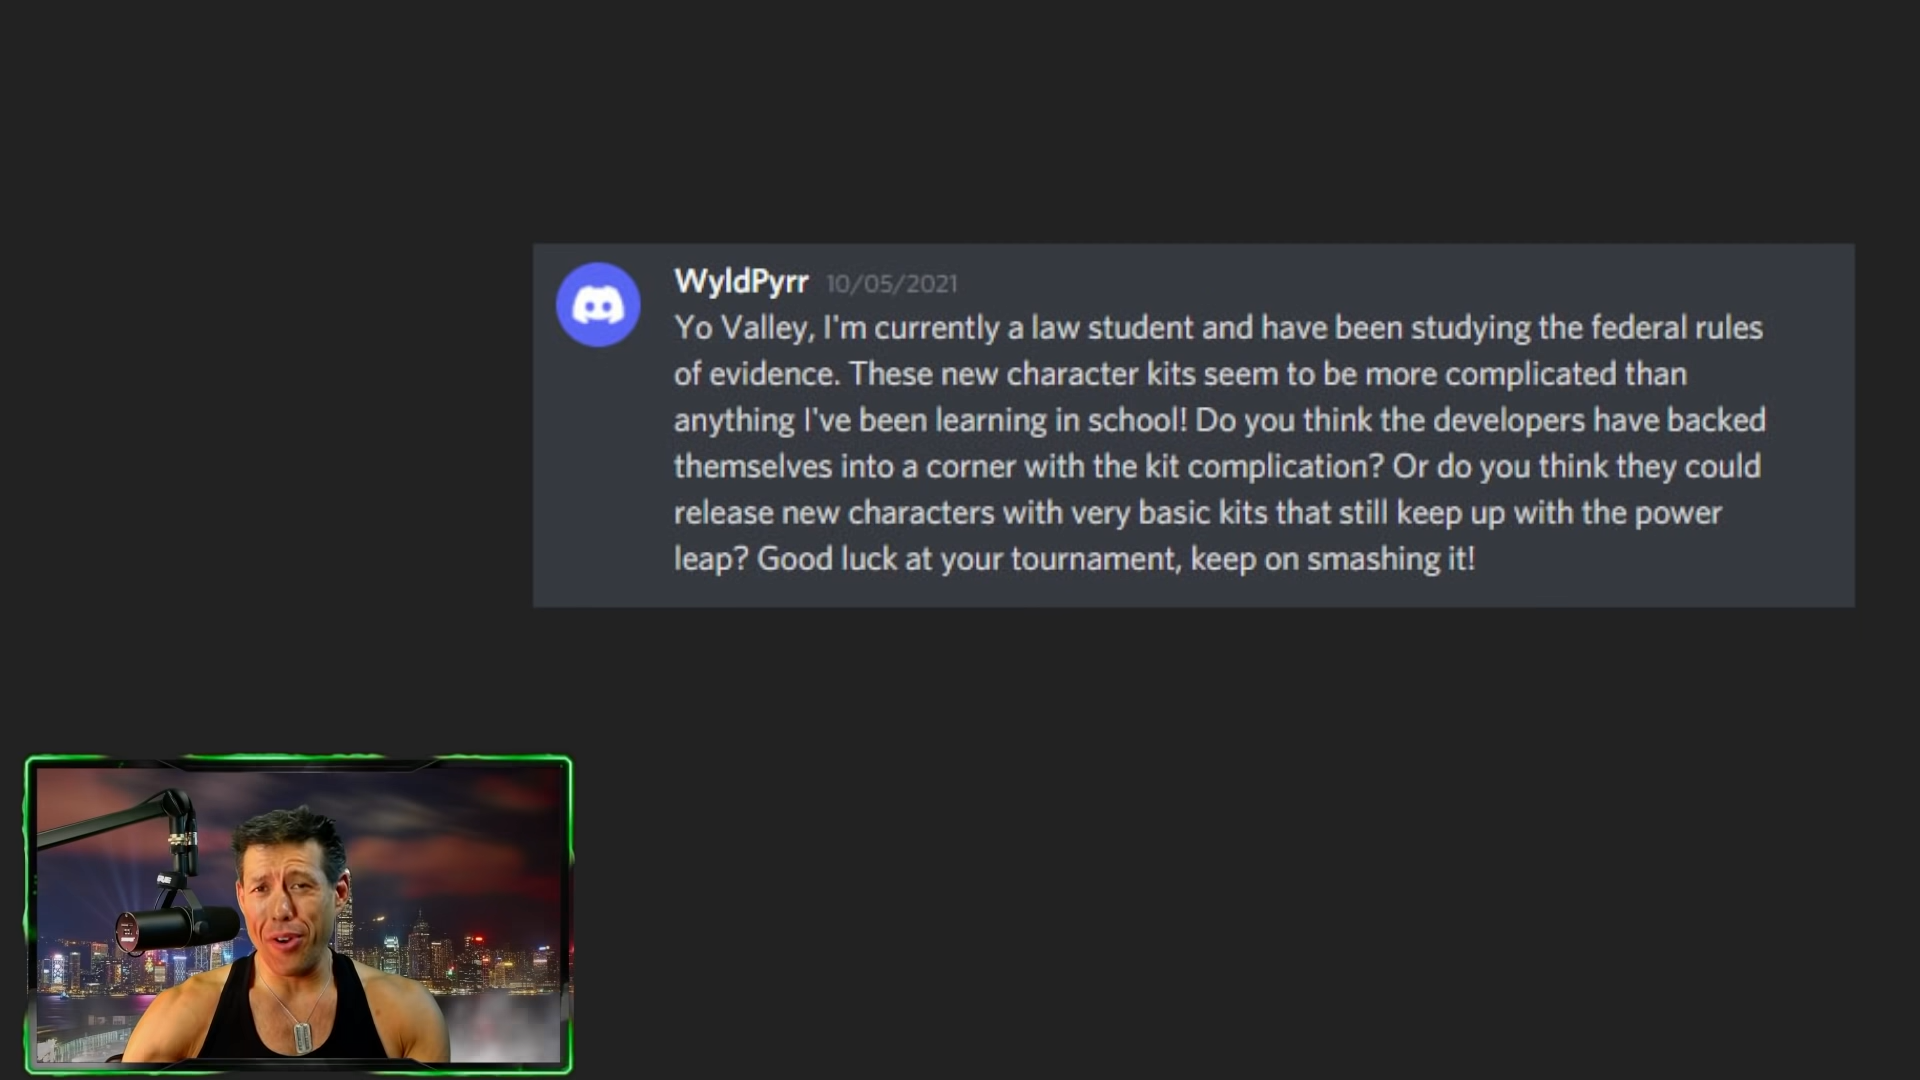 WyldPyrr 10/05/2021
Yo Valley, I'm currently a law student and have been studying the federal rules
of evidence. These new character kits seem to be more complicated than
anything I've been learning in school! Do you think the developers have backed
themselves into a corner with the kit complication? Or do you think they could
release new characters with very basic kits that still keep up with the power
leap? Good luck at your tournament, keep on smashing it!